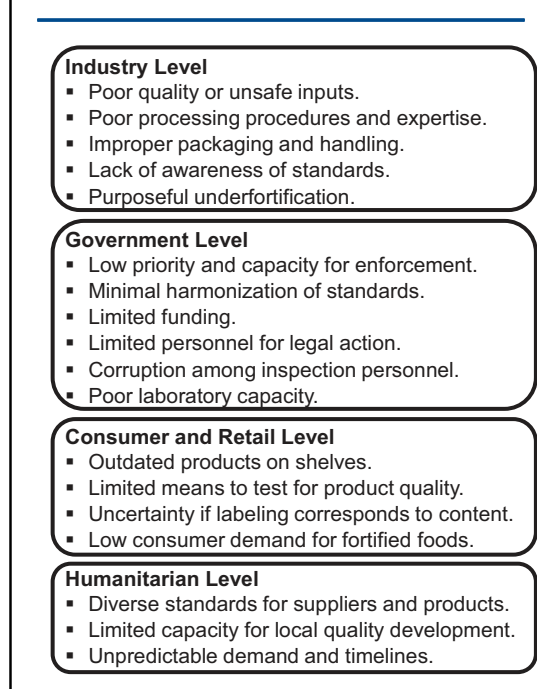 Industry Level
▪ Poor quality or unsafe inputs.
▪ Poor processing procedures and expertise.
▪ Improper packaging and handling.
▪ Lack of awareness of standards.
▪ Purposeful underfortification.
Government Level
▪ Low priority and capacity for enforcement.
▪ Minimal harmonization of standards.
▪ Limited funding.
▪ Limited personnel for legal action.
▪ Corruption among inspection personnel.
▪ Poor laboratory capacity.
Consumer and Retail Level
▪ Outdated products on shelves.
▪ Limited means to test for product quality.
▪ Uncertainty if labeling corresponds to content.
▪ Low consumer demand for fortified foods.
Humanitarian Level
▪ Diverse standards for suppliers and products.
▪ Limited capacity for local quality development.
▪ Unpredictable demand and timelines.